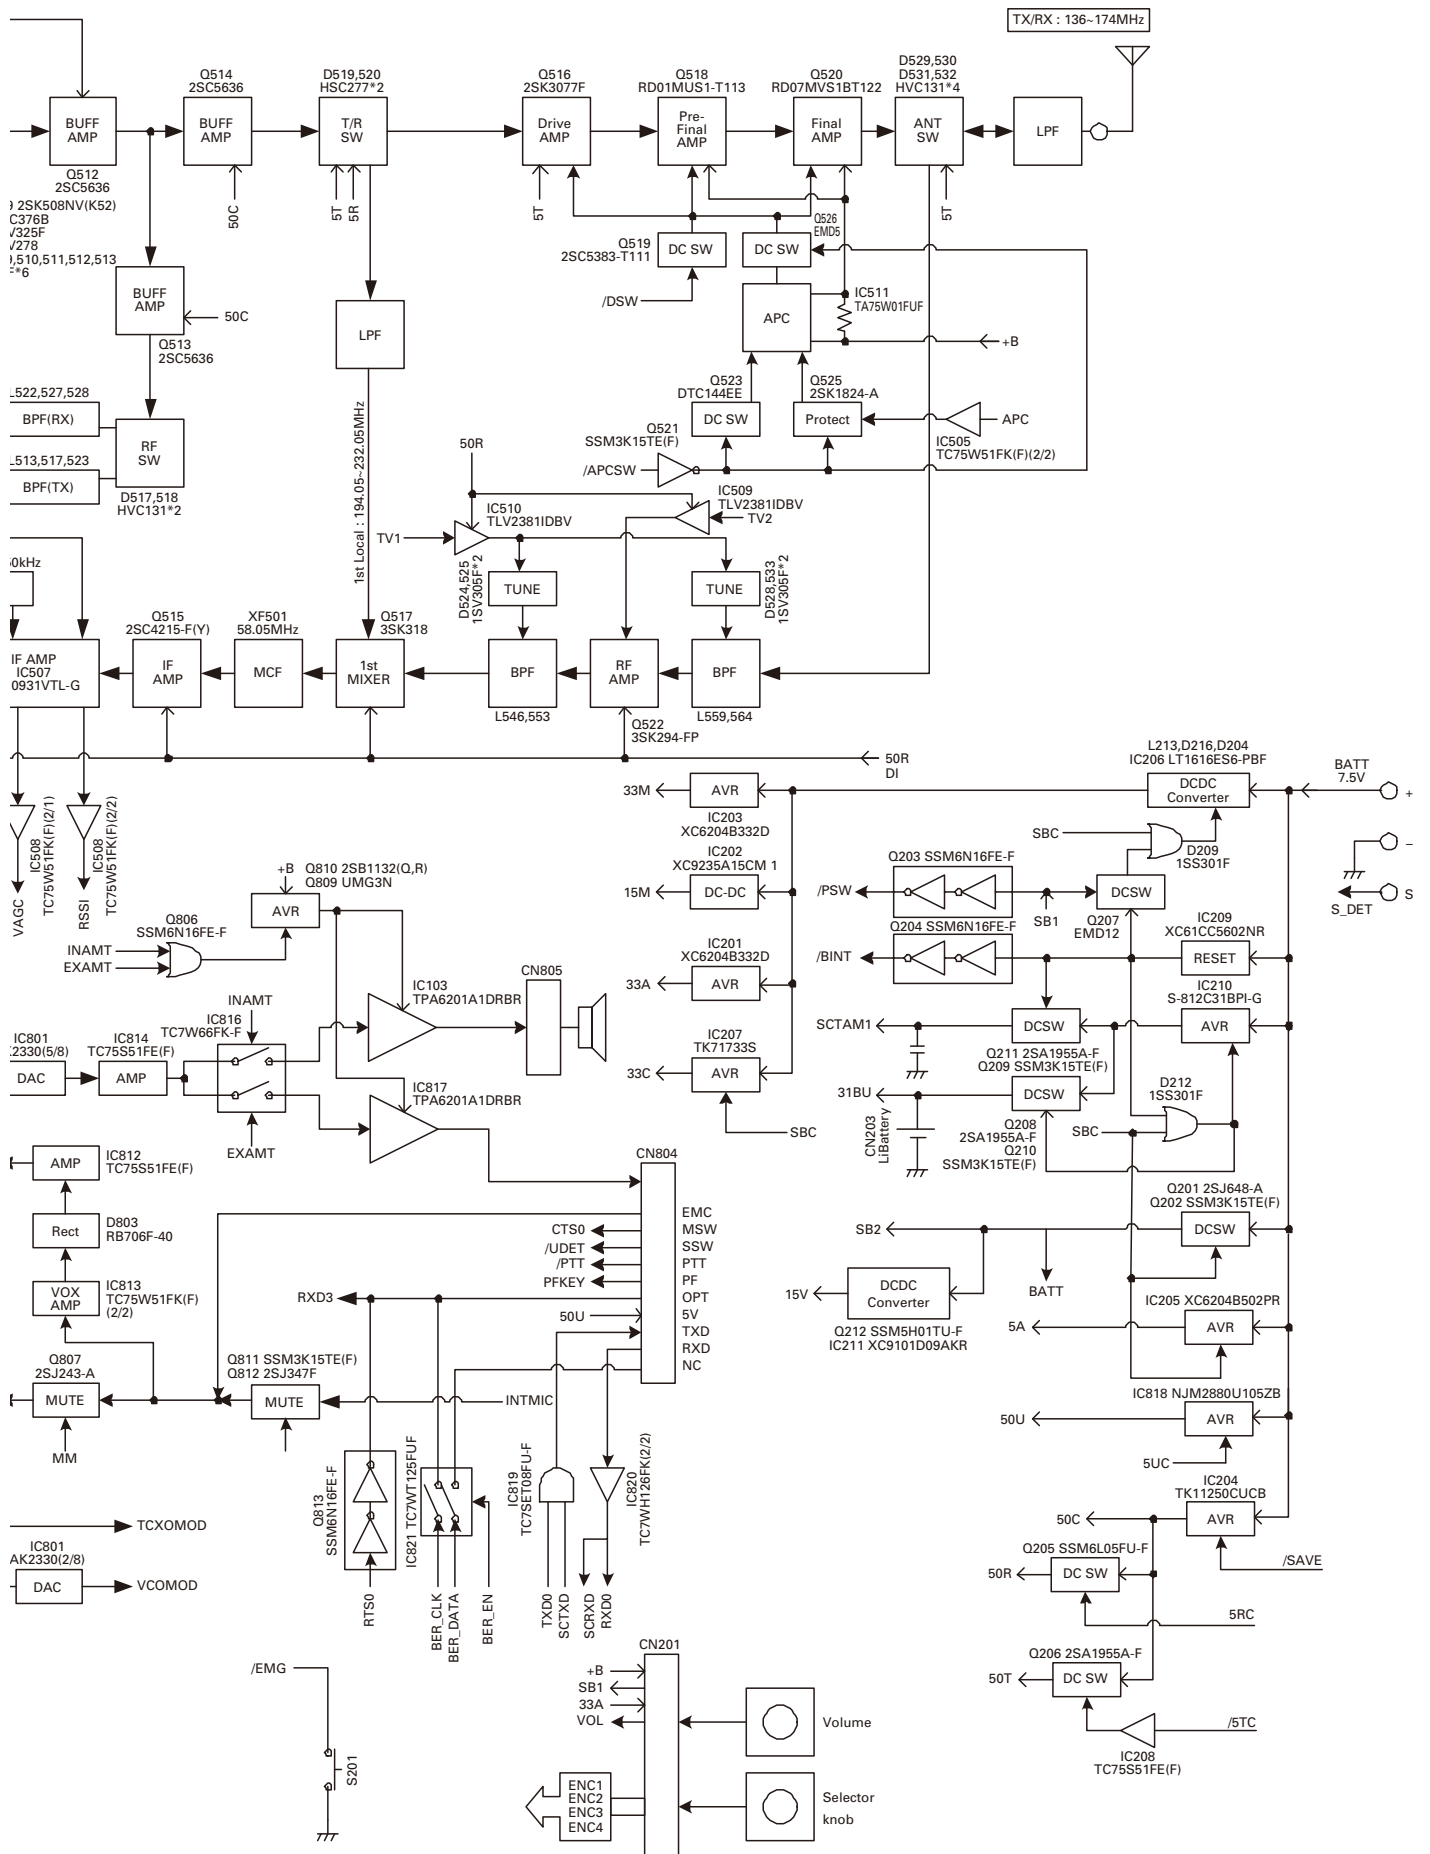 TX/RX : 136~174MHz
Q514
2SC5636
D519,520
HSC277*2
Q516
2SK3077F
Q518
RD01MUS1-T113
Q520
RD07MVS1BT122
D529,530
D531,532
HVC131*4
BUFF
AMP
BUFF
AMP
T/R
SW
Drive
AMP
Pre-
Final
AMP
Final
AMP
ANT
SW
LPF
Q512
2SC5636
9 2SK508NV(K52)
C376B
V325F
V278
9,510,511,512,513
F*6
50C
5T
5R
5T
5T
Q519
2SC5383-T111
DC SW
DC SW
Q526
EMD5
/DSW
BUFF
AMP
50C
Q513
2SC5636
LPF
APC
IC511
TA75W01FUF
+B
L522,527,528
BPF(RX)
L513,517,523
BPF(TX)
RF
SW
D517,518
HVC131*2
1st Local : 194.05~232.05MHz
Q523
DTC144EE
Q525
2SK1824-A
DC SW
Protect
APC
IC505
TC75W51FK(F)(2/2)
Q521
SSM3K15TE(F)
/APCSW
50R
IC510
TLV2381IDBV
IC509
TLV2381IDBV
TV1
TV2
D524,525
1SV305F*2
TUNE
TUNE
D528,533
1SV305F*2
50kHz
Q515
2SC4215-F(Y)
XF501
58.05MHz
Q517
3SK318
IF AMP
IC507
0931VTL-G
IF
AMP
MCF
1st
MIXER
BPF
RF
AMP
BPF
L546,553
Q522
3SK294-FP
L559,564
50R
DI
IC508
TC75W51FK(F)(2/1)
VAGC
IC508
TC75W51FK(F)(2/2)
RSSI
L213,D216,D204
IC206 LT1616ES6-PBF
BATT
7.5V
+
–
S
S_DET
DCDC
Converter
SBC
D209
1SS301F
33M
AVR
IC203
XC6204B332D
IC202
XC9235A15CM 1
15M
DC-DC
IC201
XC6204B332D
33A
AVR
IC207
TK71733S
33C
AVR
SBC
Q203 SSM6N16FE-F
/PSW
SB1
DCSW
Q207
EMD12
Q204 SSM6N16FE-F
/BINT
IC209
XC61CC5602NR
RESET
IC210
S-812C31BPI-G
SCTAM1
DCSW
AVR
Q211 2SA1955A-F
Q209 SSM3K15TE(F)
31BU
DCSW
D212
1SS301F
SBC
CN203
LiBattery
Q208
2SA1955A-F
Q210
SSM3K15TE(F)
+B
Q810 2SB1132(Q,R)
Q809 UMG3N
AVR
Q806
SSM6N16FE-F
INAMT
EXAMT
IC103
TPA6201A1DRBR
CN805
INAMT
IC816
TC7W66FK-F
IC801
K2330(5/8)
DAC
IC814
TC75S51FE(F)
AMP
EXAMT
IC817
TPA6201A1DRBR
AMP
IC812
TC75S51FE(F)
Rect
D803
RB706F-40
VOX
AMP
IC813
TC75W51FK(F)
(2/2)
Q807
2SJ243-A
MUTE
MM
Q811 SSM3K15TE(F)
Q812 2SJ347F
MUTE
INTMIC
CN804
EMC
MSW
SSW
PTT
PF
OPT
5V
TXD
RXD
NC
CTS0
/UDET
/PTT
PFKEY
RXD3
50U
Q201 2SJ648-A
Q202 SSM3K15TE(F)
SB2
DCSW
BATT
15V
DCDC
Converter
Q212 SSM5H01TU-F
IC211 XC9101D09AKR
IC205 XC6204B502PR
5A
AVR
IC818 NJM2880U105ZB
50U
AVR
5UC
IC204
TK11250CUCB
50C
AVR
/SAVE
Q205 SSM6L05FU-F
50R
DC SW
5RC
Q206 2SA1955A-F
50T
DC SW
/5TC
IC208
TC75S51FE(F)
Q813
SSM6N16FE-F
RTS0
IC821 TC7WT125FUF
BER_CLK
BER_DATA
BER_EN
IC819
TC7SET08FU-F
TXD0
SCTXD
IC820
TC7WH126FK(2/2)
SCRXD
RXD0
TCXOMOD
IC801
AK2330(2/8)
DAC
VCOMOD
/EMG
S201
CN201
+B
SB1
33A
VOL
ENC1
ENC2
ENC3
ENC4
Volume
Selector
knob